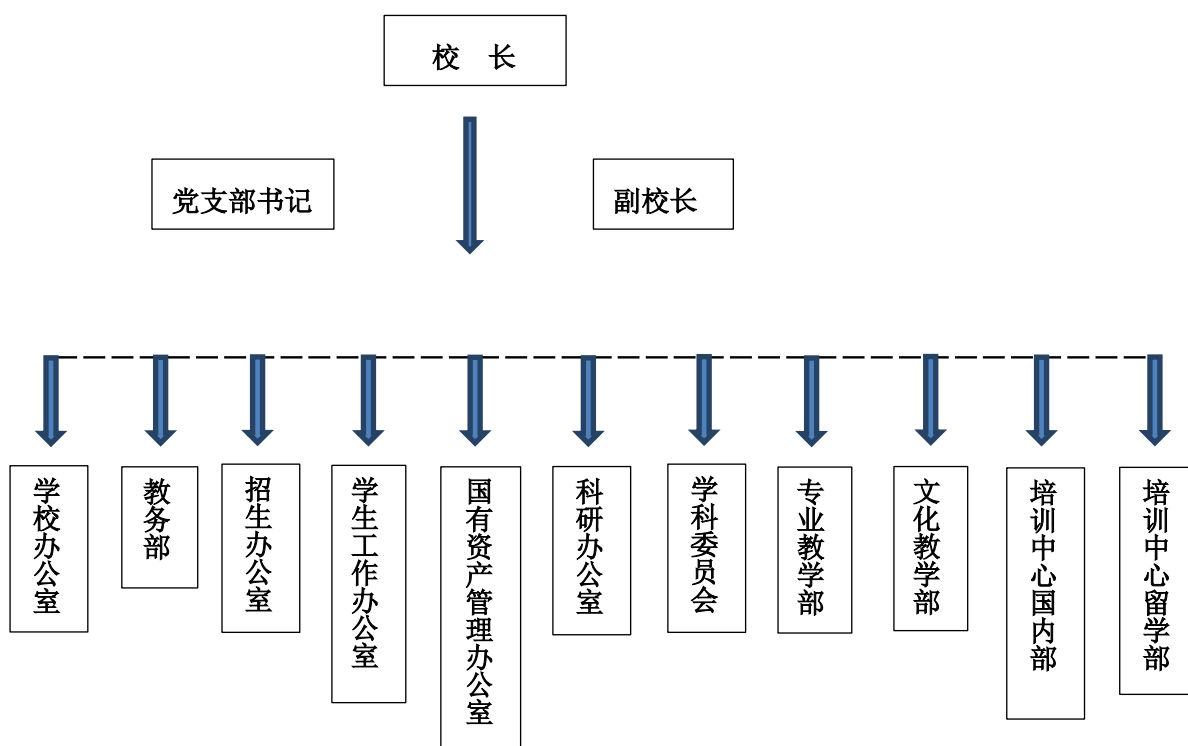 校 长
党支部书记
副校长
学校办公室
教务部
招生办公室
学生工作办公室
国有资产管理办公室
科研办公室
学科委员会
专业教学部
文化教学部
培训中心国内部
培训中心留学部